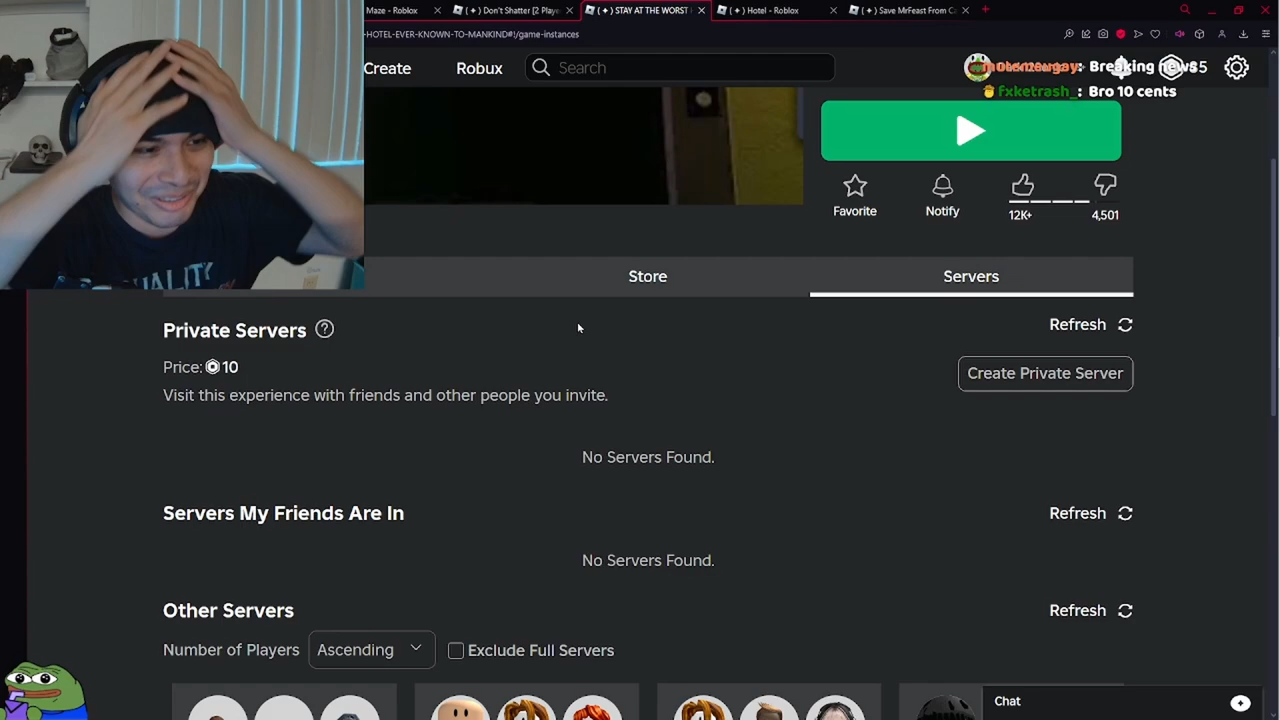 Maze - Roblox
( ✦ ) Don't Shatter [2 Playe
( ✦ ) STAY AT THE WORST
( ✦ ) Hotel - Roblox
( ✦ ) Save MrFeast From C
-HOTEL-EVER-KNOWN-TO-MANKIND#!/game-instances
Create
Robux
Search
: Breaking news
fxketrash_: Bro 10 cents
Favorite
Notify
12K+
4,501
Store
Servers
Private Servers
Refresh
Price: 10
Create Private Server
Visit this experience with friends and other people you invite.
No Servers Found.
Servers My Friends Are In
Refresh
No Servers Found.
Other Servers
Refresh
Number of Players
Ascending
Exclude Full Servers
Chat